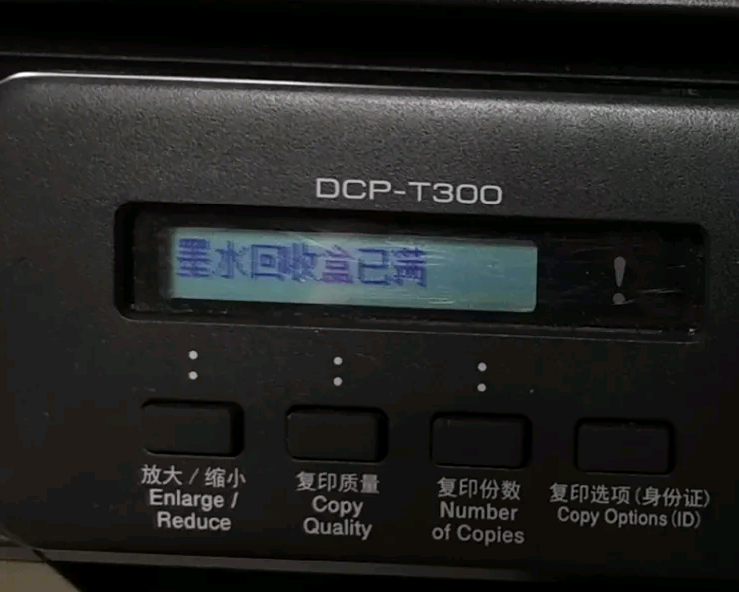 DCP-T300
墨水回收盒已满
放大 / 缩小
Enlarge /
Reduce
复印质量
Copy
Quality
复印份数
Number
of Copies
复印选项(身份证)
Copy Options (ID)